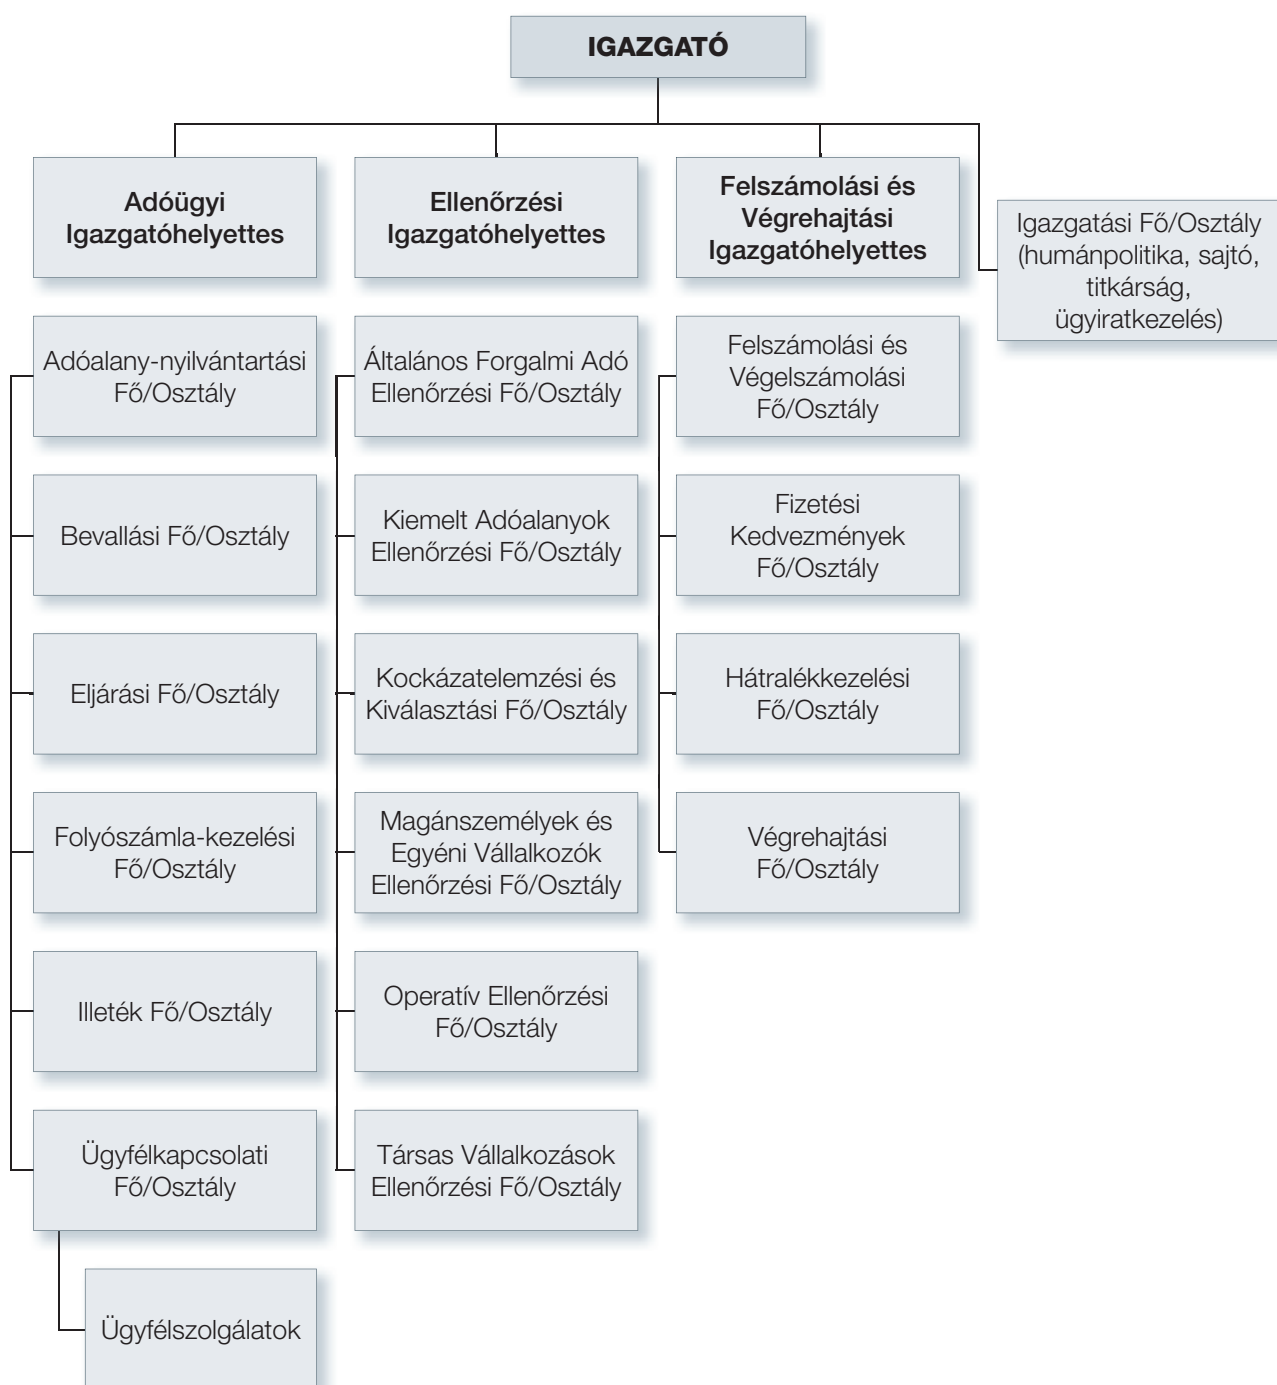 IGAZGATÓ
Adóügyi
Igazgatóhelyettes
Ellenőrzési
Igazgatóhelyettes
Felszámolási és
Végrehajtási
Igazgatóhelyettes
Igazgatási Fő/Osztály
(humánpolitika, sajtó,
titkárság,
ügyiratkezelés)
Adóalany-nyilvántartási
Fő/Osztály
Bevallási Fő/Osztály
Eljárási Fő/Osztály
Folyószámla-kezelési
Fő/Osztály
Illeték Fő/Osztály
Ügyfélkapcsolati
Fő/Osztály
Ügyfélszolgálatok
Általános Forgalmi Adó
Ellenőrzési Fő/Osztály
Kiemelt Adóalanyok
Ellenőrzési Fő/Osztály
Kockázatelemzési és
Kiválasztási Fő/Osztály
Magánszemélyek és
Egyéni Vállalkozók
Ellenőrzési Fő/Osztály
Operatív Ellenőrzési
Fő/Osztály
Társas Vállalkozások
Ellenőrzési Fő/Osztály
Felszámolási és
Végelszámolási
Fő/Osztály
Fizetési
Kedvezmények
Fő/Osztály
Hátralékkezelési
Fő/Osztály
Végrehajtási
Fő/Osztály